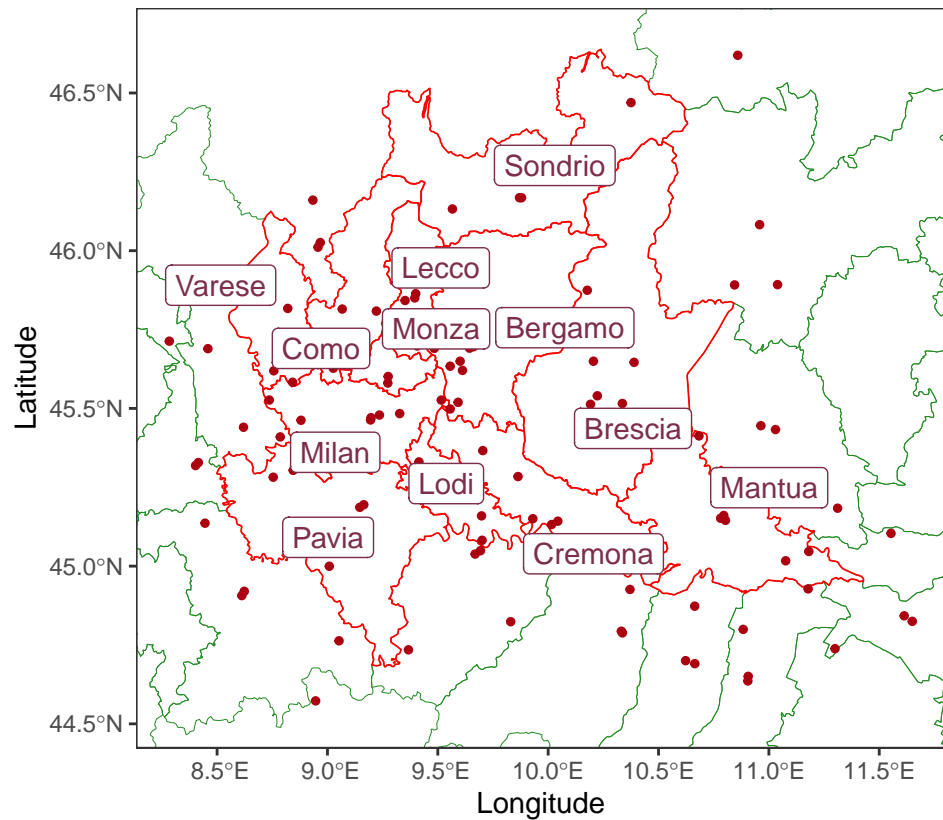 46.5°N
46.0°N
45.5°N
45.0°N
44.5°N
Latitude
Sondrio
Lecco
Varese
Monza
Bergamo
Como
Brescia
Milan
Lodi
Mantua
Pavia
Cremona
8.5°E 9.0°E 9.5°E 10.0°E 10.5°E 11.0°E 11.5°E
Longitude